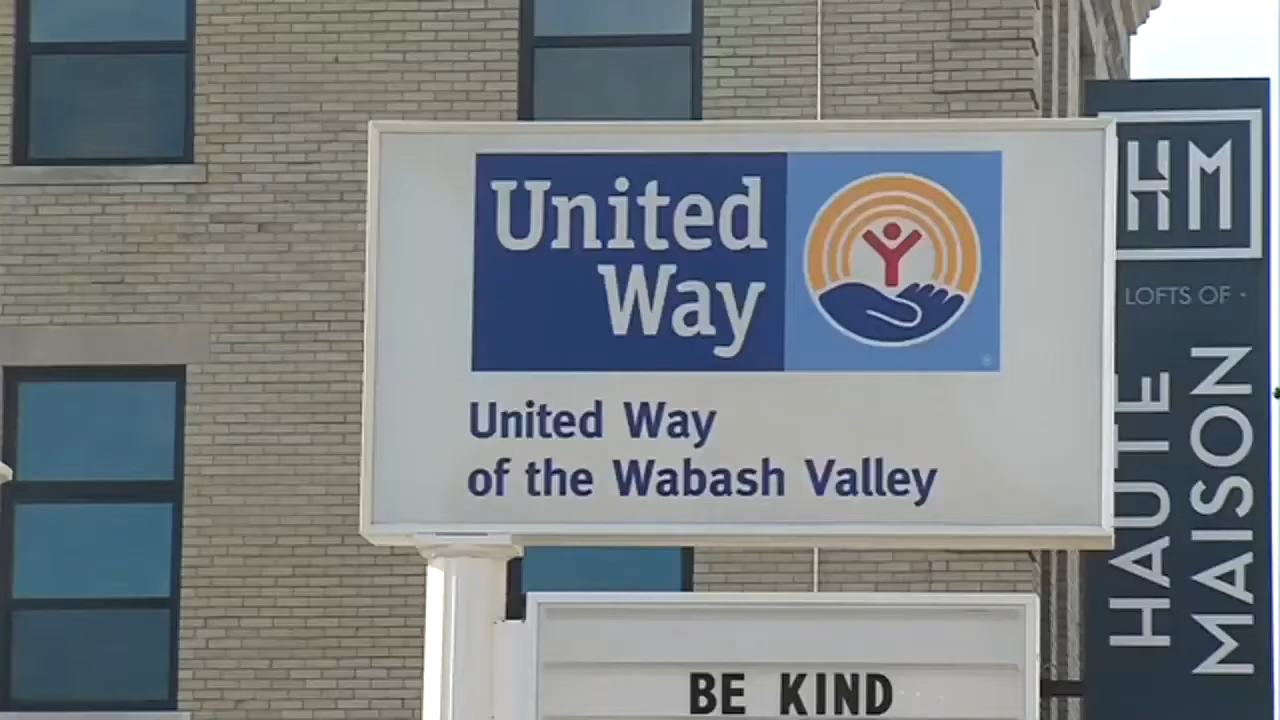 United
Way
®
United Way
of the Wabash Valley
BE KIND
HM
LOFTS OF
HAUTE
MAISON